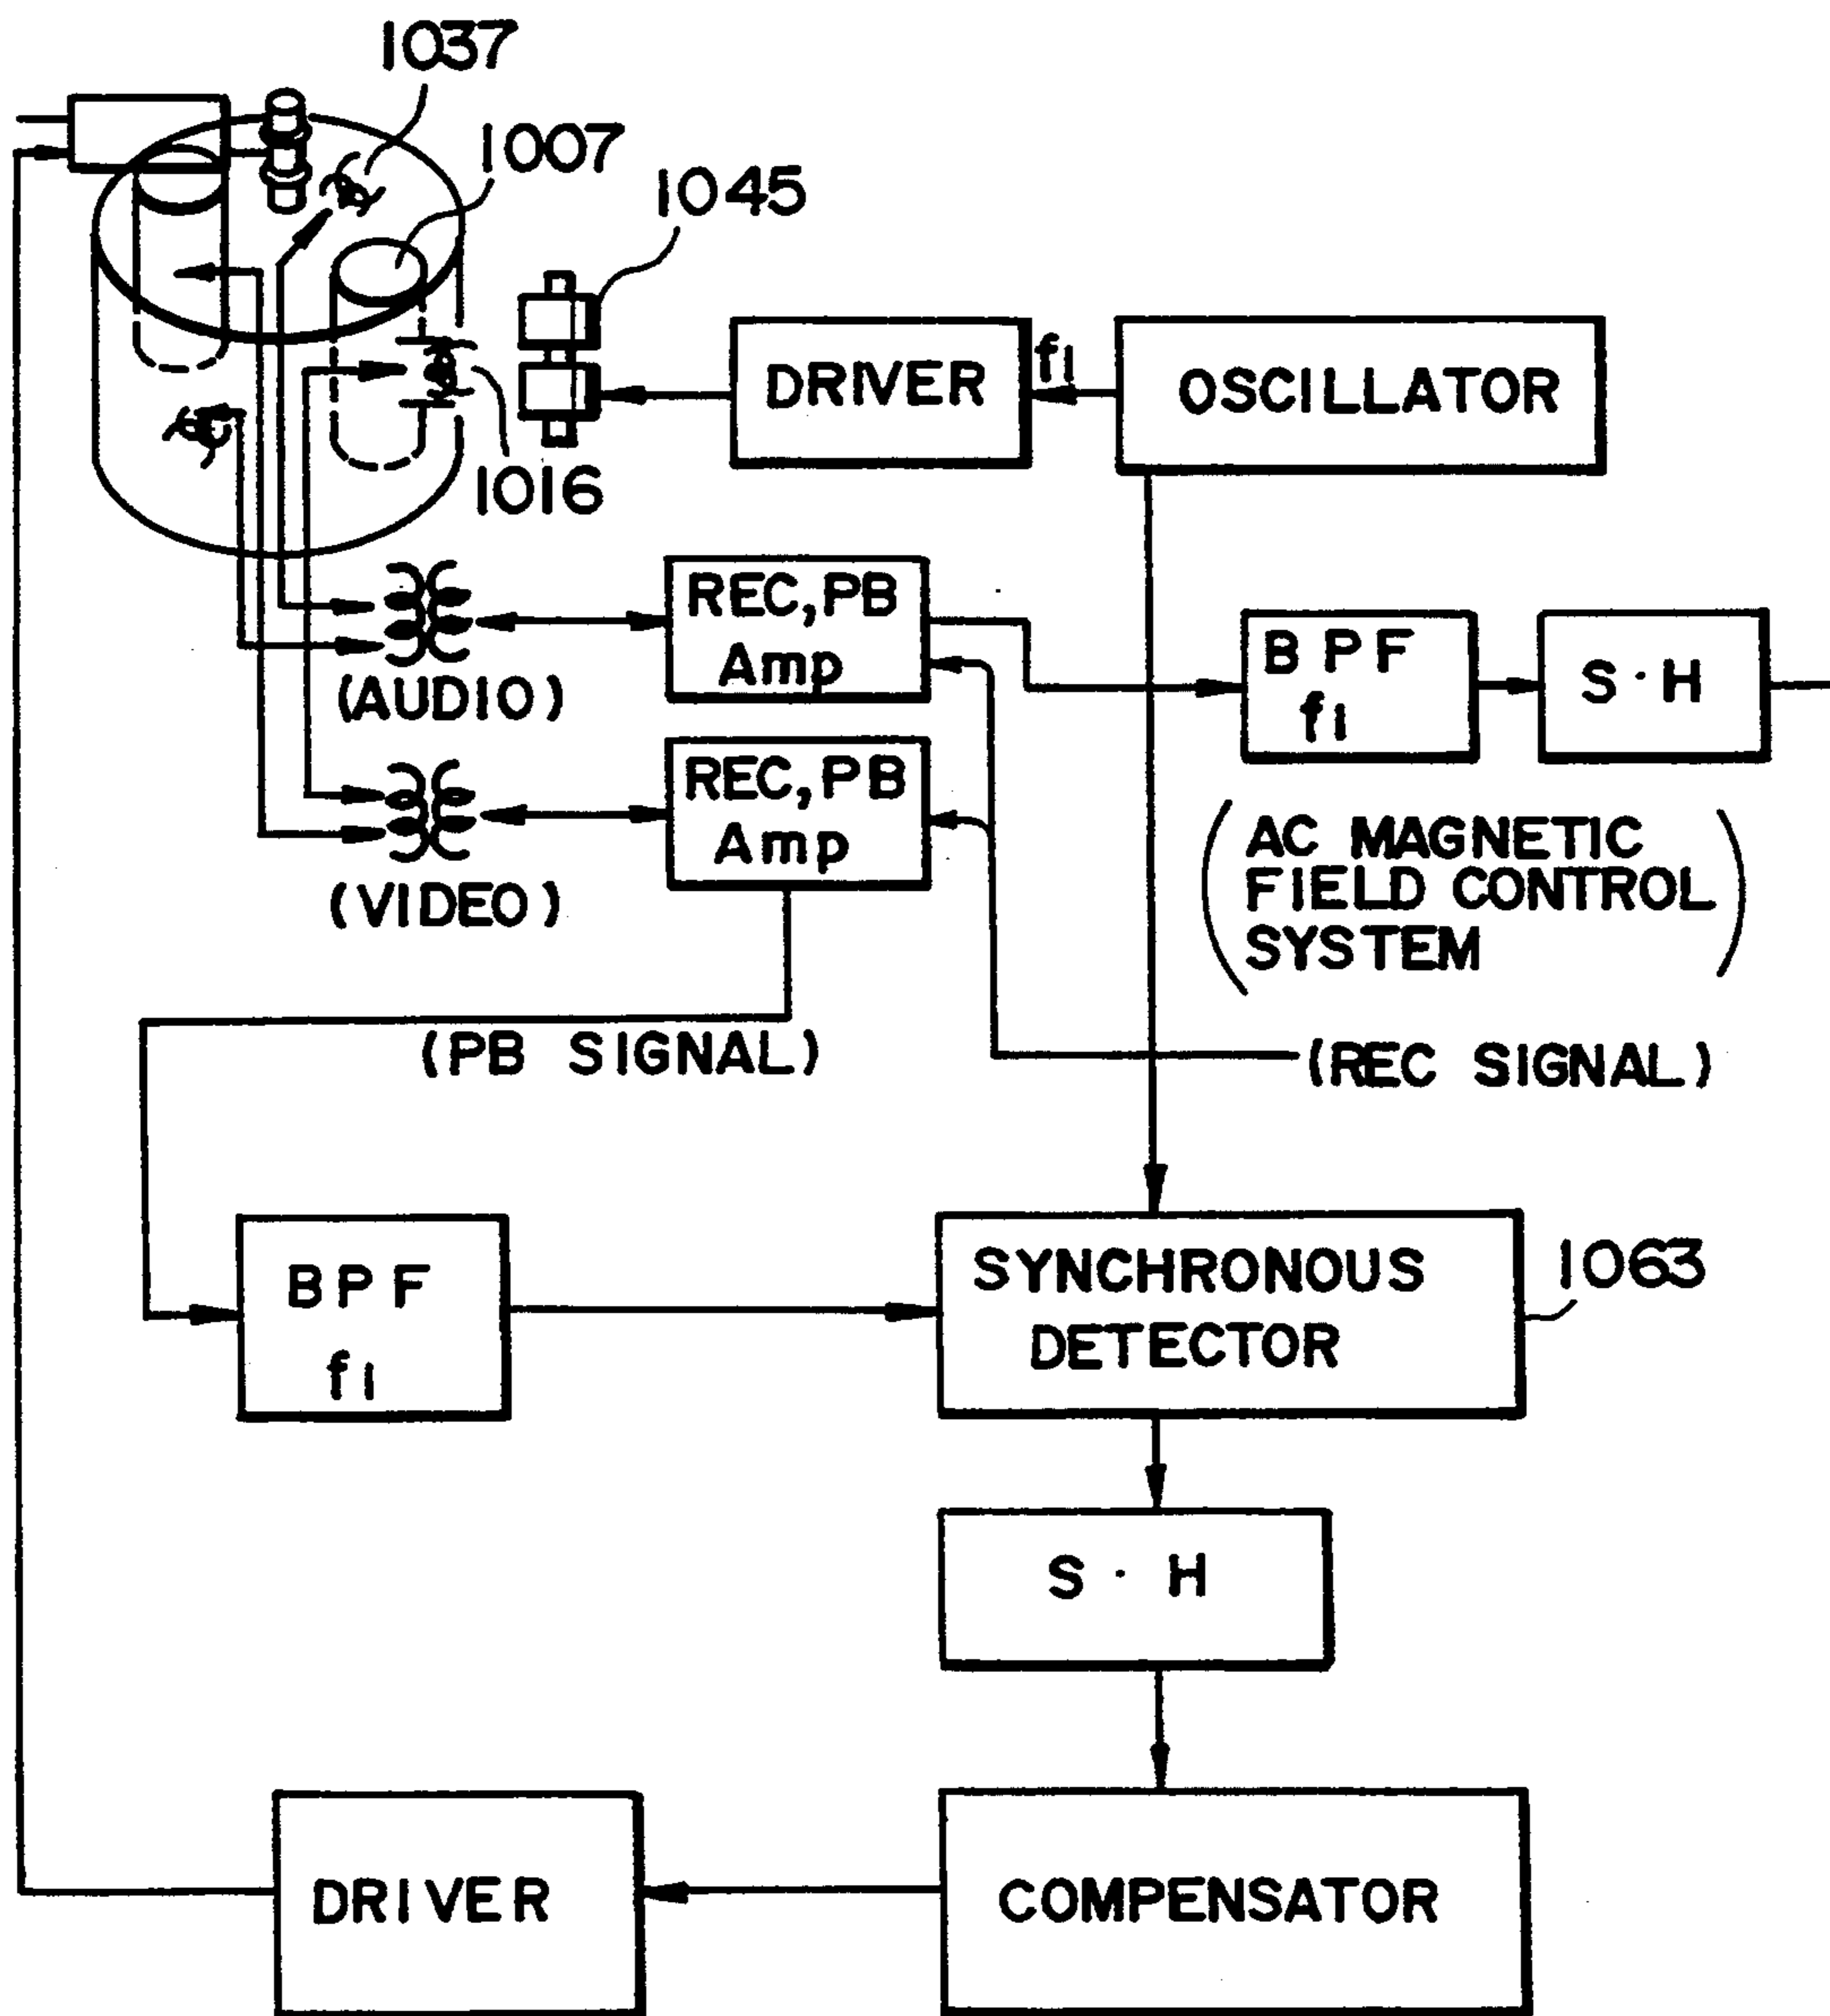 1037
1007
1045
DRIVER
f1
OSCILLATOR
1016
REC, PB
Amp
(AUDIO)
BPF
f1
S·H
REC, PB
Amp
(VIDEO)
(AC MAGNETIC
FIELD CONTROL
SYSTEM)
(PB SIGNAL)
(REC SIGNAL)
BPF
f1
SYNCHRONOUS
DETECTOR
1063
S·H
DRIVER
COMPENSATOR